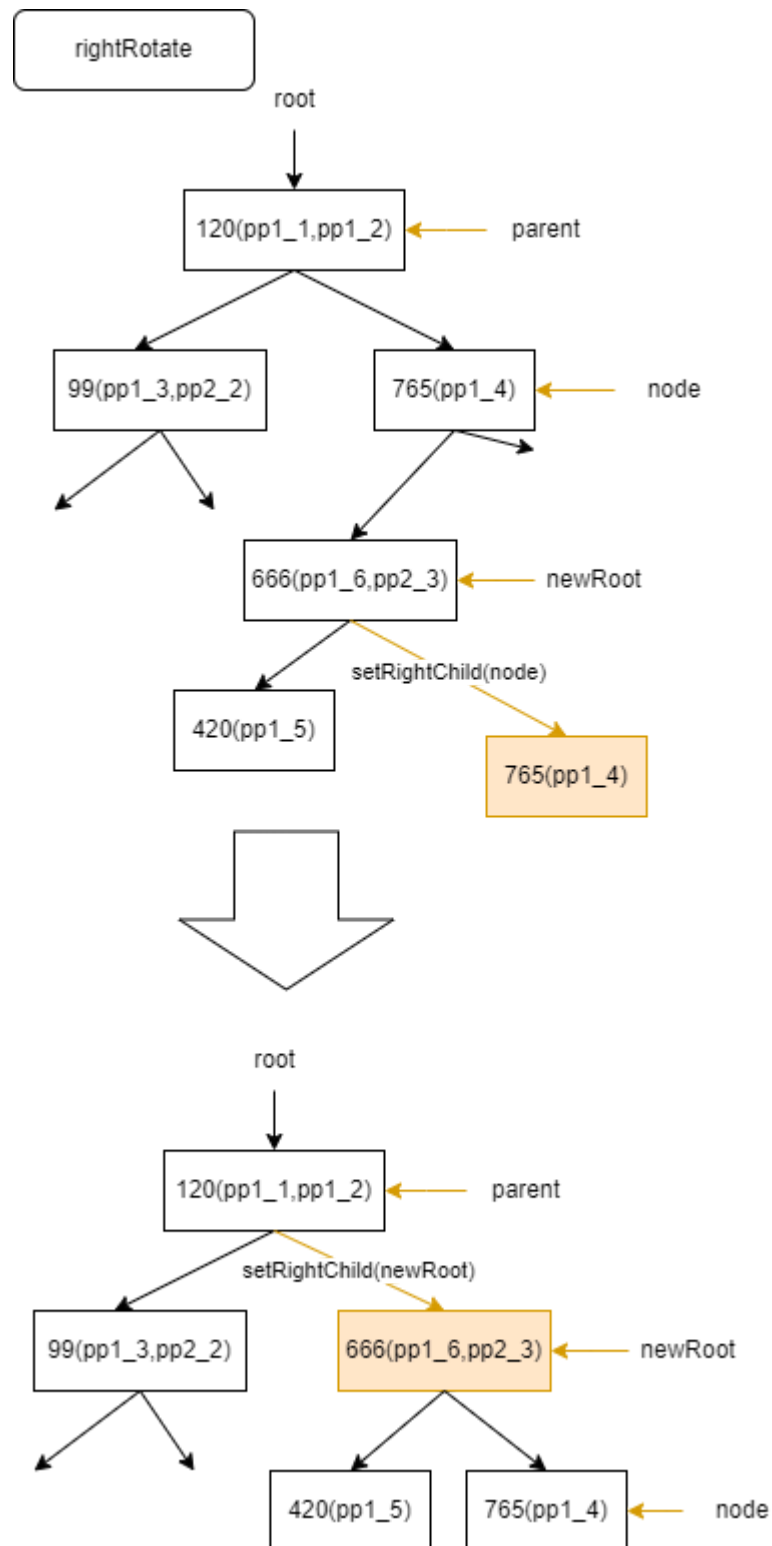 rightRotate
root
120(pp1_1,pp1_2)
parent
99(pp1_3,pp2_2)
765(pp1_4)
node
666(pp1_6,pp2_3)
newRoot
setRightChild(node)
420(pp1_5)
765(pp1_4)
root
120(pp1_1,pp1_2)
parent
setRightChild(newRoot)
99(pp1_3,pp2_2)
666(pp1_6,pp2_3)
newRoot
420(pp1_5)
765(pp1_4)
node